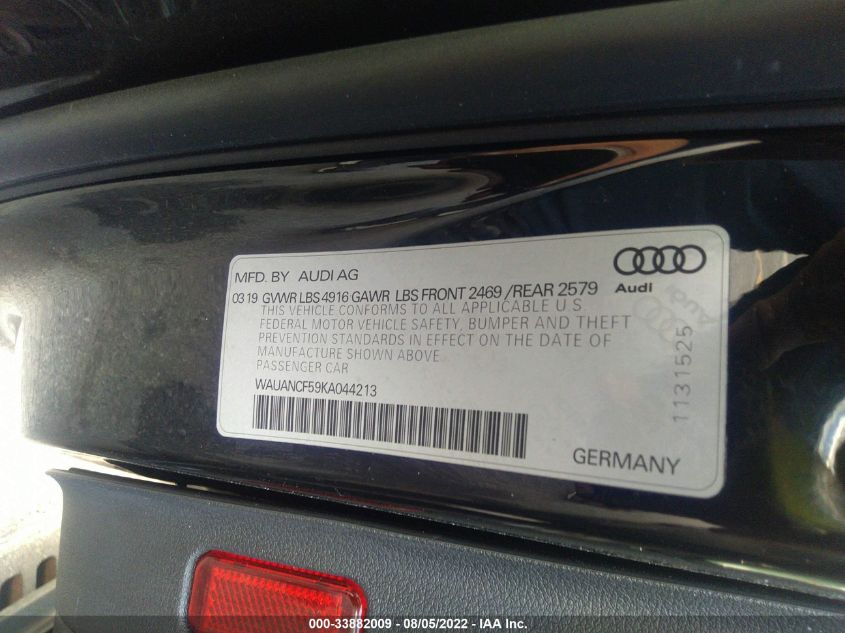 MFD. BY AUDI AG
Audi
03 19 GVWR LBS 4916 GAWR LBS FRONT 2469 /REAR 2579
THIS VEHICLE CONFORMS TO ALL APPLICABLE U S
FEDERAL MOTOR VEHICLE SAFETY, BUMPER AND THEFT
PREVENTION STANDARDS IN EFFECT ON THE DATE OF
MANUFACTURE SHOWN ABOVE.
PASSENGER CAR
WAUANCF59KA044213
Audi
11131525
GERMANY
000-33882009 - 08/05/2022 - IAA Inc.